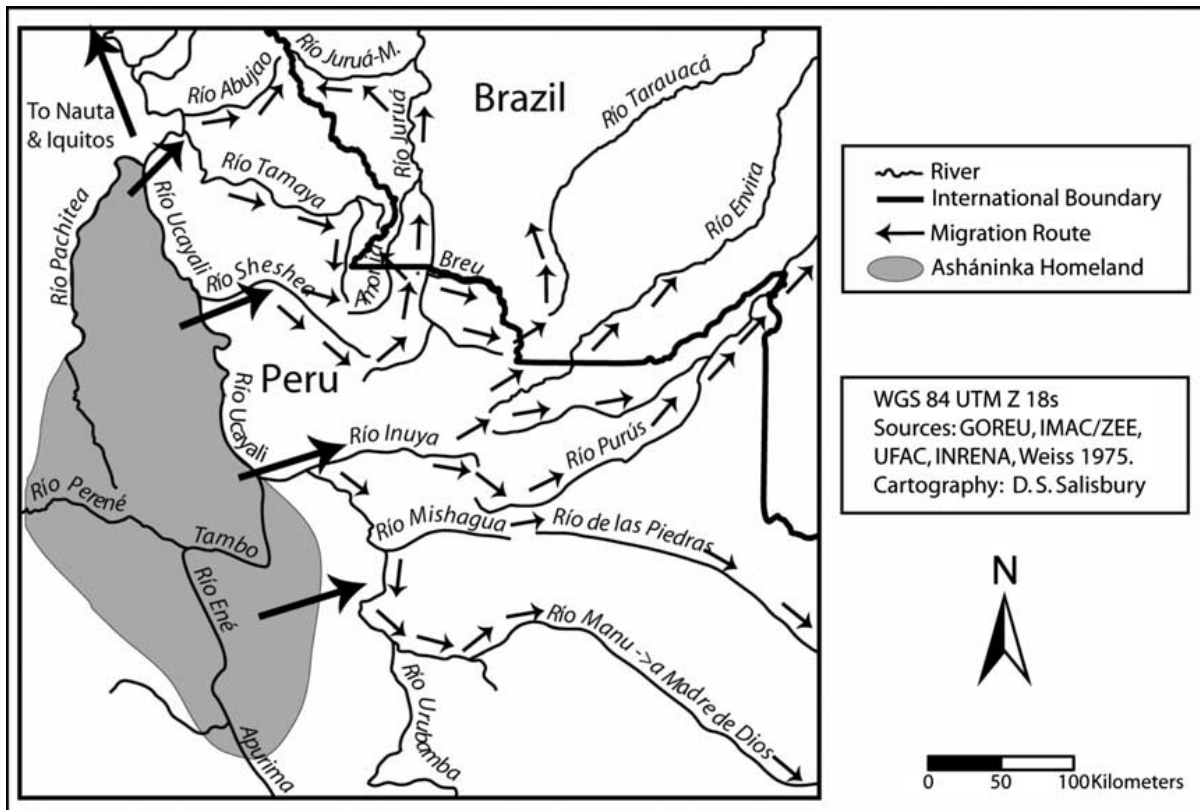 To Nauta
& Iquitos
Río Abujao
Río Juruá-M.
Brazil
Río Tarauacá
Río Juruá
Río Tamaya
Río Envira
Río Pachitea
Río Ucayali
Río Sheshea
Amonia
Breu
Peru
Río Ucayali
Río Inuya
Río Purús
Río Perené
Tambo
Río Mishagua
Río de las Piedras
Río Ené
Río Manu ->a Madre de Dios
Río Urubamba
Apurima
River
International Boundary
Migration Route
Asháninka Homeland
WGS 84 UTM Z 18s
Sources: GOREU, IMAC/ZEE,
UFAC, INRENA, Weiss 1975.
Cartography: D. S. Salisbury
N
0 50 100 Kilometers